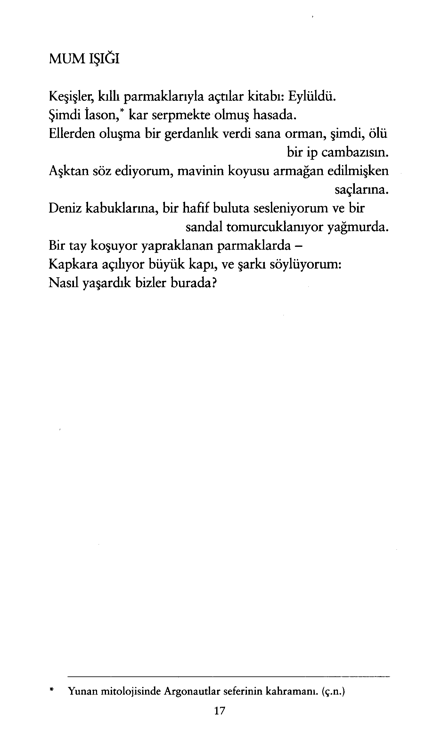 MUM IŞIĞI
Keşişler, kıllı parmaklarıyla açtılar kitabı: Eylüldü.
Şimdi İason,* kar serpmekte olmuş hasada.
Ellerden oluşma bir gerdanlık verdi sana orman, şimdi, ölü
bir ip cambazısın.
Aşktan söz ediyorum, mavinin koyusu armağan edilmişken
saçlarına.
Deniz kabuklarına, bir hafif buluta sesleniyorum ve bir
sandal tomurcuklanıyor yağmurda.
Bir tay koşuyor yapraklanan parmaklarda –
Kapkara açılıyor büyük kapı, ve şarkı söylüyorum:
Nasıl yaşardık bizler burada?
* Yunan mitolojisinde Argonautlar seferinin kahramanı. (ç.n.)
17